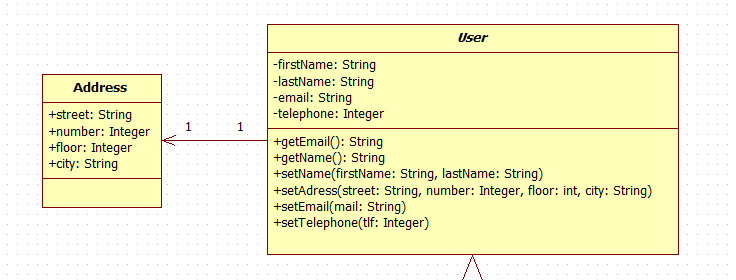 Address
+street: String
+number: Integer
+floor: Integer
+city: String
1
1
User
-firstName: String
-lastName: String
-email: String
-telephone: Integer
+getEmail(): String
+getName(): String
+setName(firstName: String, lastName: String)
+setAdress(street: String, number: Integer, floor: int, city: String)
+setEmail(mail: String)
+setTelephone(tlf: Integer)